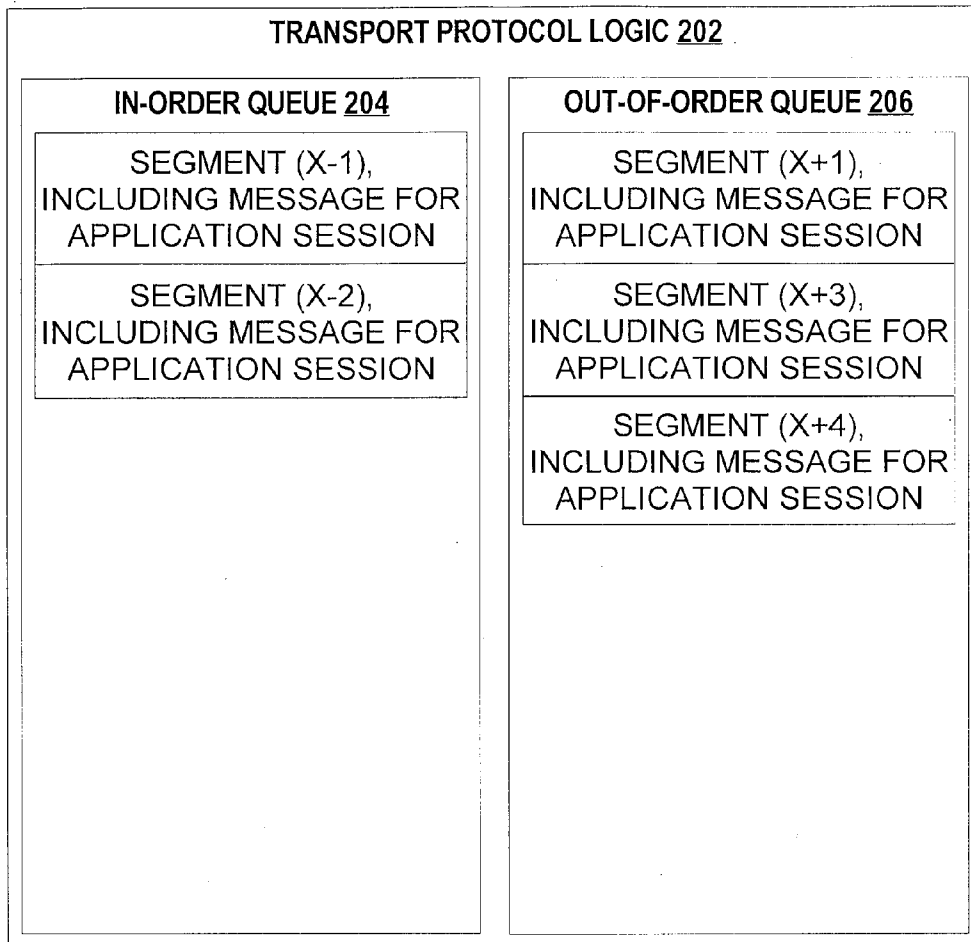 TRANSPORT PROTOCOL LOGIC 202
IN-ORDER QUEUE 204
SEGMENT (X-1),
INCLUDING MESSAGE FOR
APPLICATION SESSION
SEGMENT (X-2),
INCLUDING MESSAGE FOR
APPLICATION SESSION
OUT-OF-ORDER QUEUE 206
SEGMENT (X+1),
INCLUDING MESSAGE FOR
APPLICATION SESSION
SEGMENT (X+3),
INCLUDING MESSAGE FOR
APPLICATION SESSION
SEGMENT (X+4),
INCLUDING MESSAGE FOR
APPLICATION SESSION